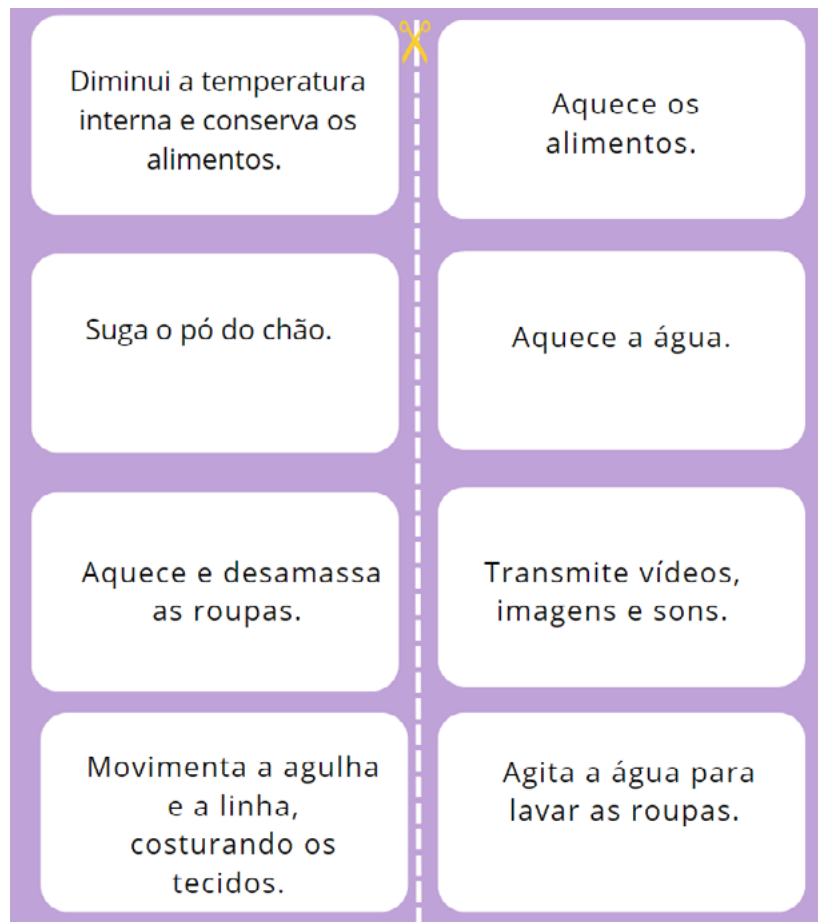 Diminui a temperatura
interna e conserva os
alimentos.
Aquece os
alimentos.
Suga o pó do chão.
Aquece a água.
Aquece e desamassa
as roupas.
Transmite vídeos,
imagens e sons.
Movimenta a agulha
e a linha,
costurando os
tecidos.
Agita a água para
lavar as roupas.